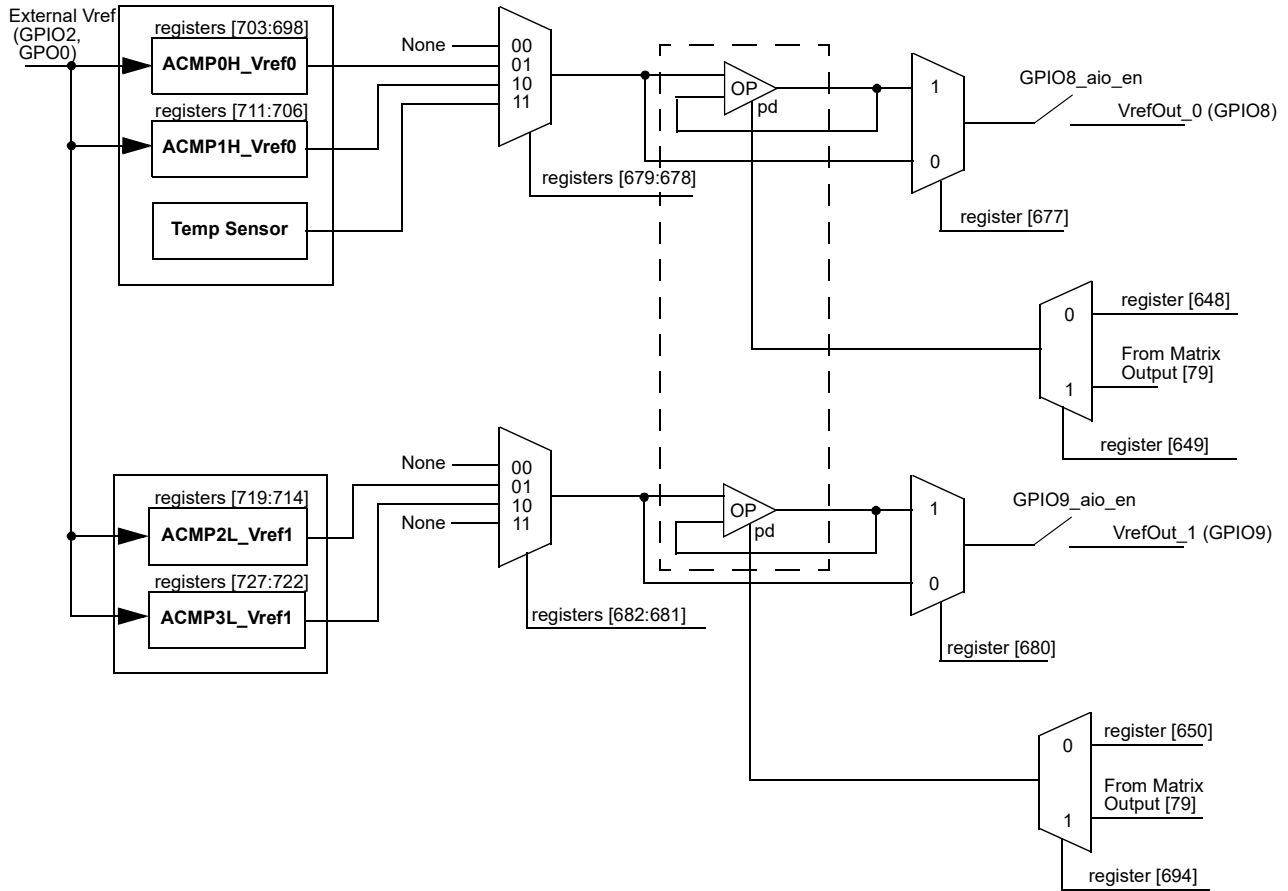 External Vref
(GPIO2,
GPO0)
registers [703:698]
ACMP0H_Vref0
registers [711:706]
ACMP1H_Vref0
Temp Sensor
None
00
01
10
11
registers [679:678]
OP
pd
1
0
register [677]
GPIO8_aio_en
VrefOut_0 (GPIO8)
0
1
register [648]
From Matrix
Output [79]
register [649]
registers [719:714]
ACMP2L_Vref1
registers [727:722]
ACMP3L_Vref1
None
None
00
01
10
11
registers [682:681]
OP
pd
1
0
register [680]
GPIO9_aio_en
VrefOut_1 (GPIO9)
0
1
register [650]
From Matrix
Output [79]
register [694]